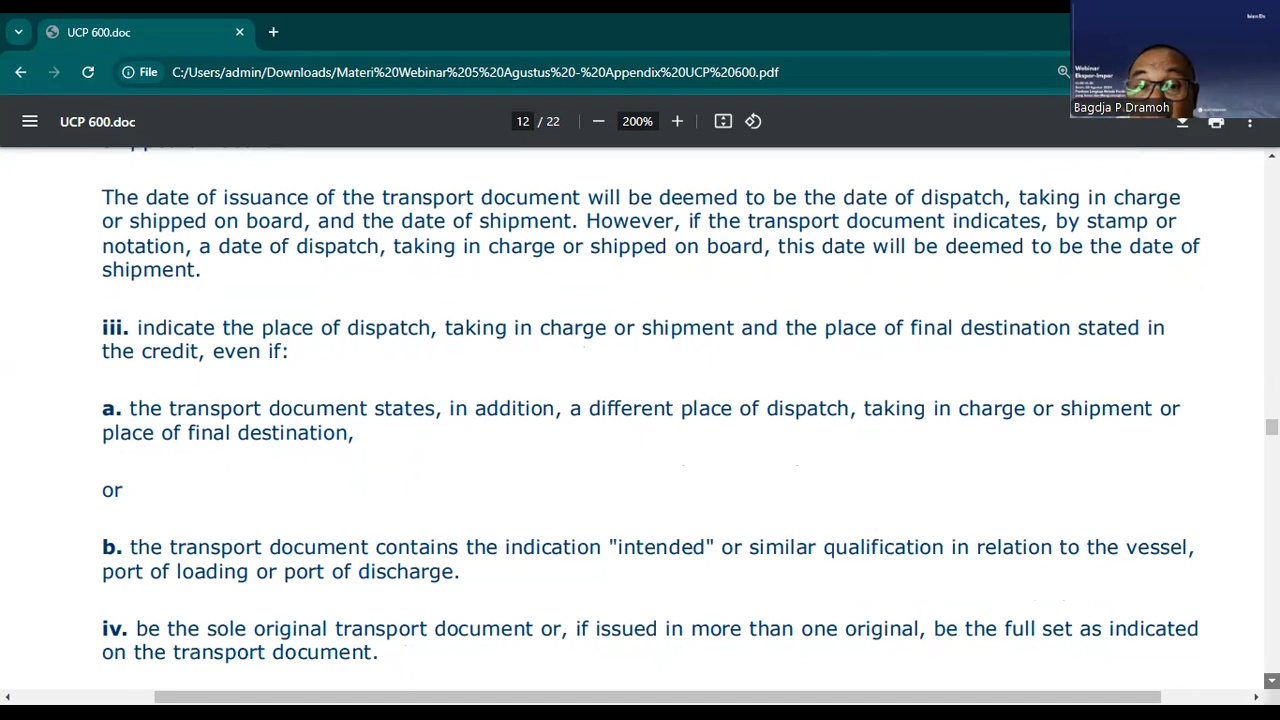 UCP 600.doc
File
C:/Users/admin/Downloads/Materi%20Webinar%205%20Agustus%20-%20Appendix%20UCP%20600.pdf
Webinar
Ekspor-Impor
Bagdja P Dramoh
UCP 600.doc
12 / 22
200%
The date of issuance of the transport document will be deemed to be the date of dispatch, taking in charge
or shipped on board, and the date of shipment. However, if the transport document indicates, by stamp or
notation, a date of dispatch, taking in charge or shipped on board, this date will be deemed to be the date of
shipment.
iii. indicate the place of dispatch, taking in charge or shipment and the place of final destination stated in
the credit, even if:
a. the transport document states, in addition, a different place of dispatch, taking in charge or shipment or
place of final destination,
or
b. the transport document contains the indication "intended" or similar qualification in relation to the vessel,
port of loading or port of discharge.
iv. be the sole original transport document or, if issued in more than one original, be the full set as indicated
on the transport document.